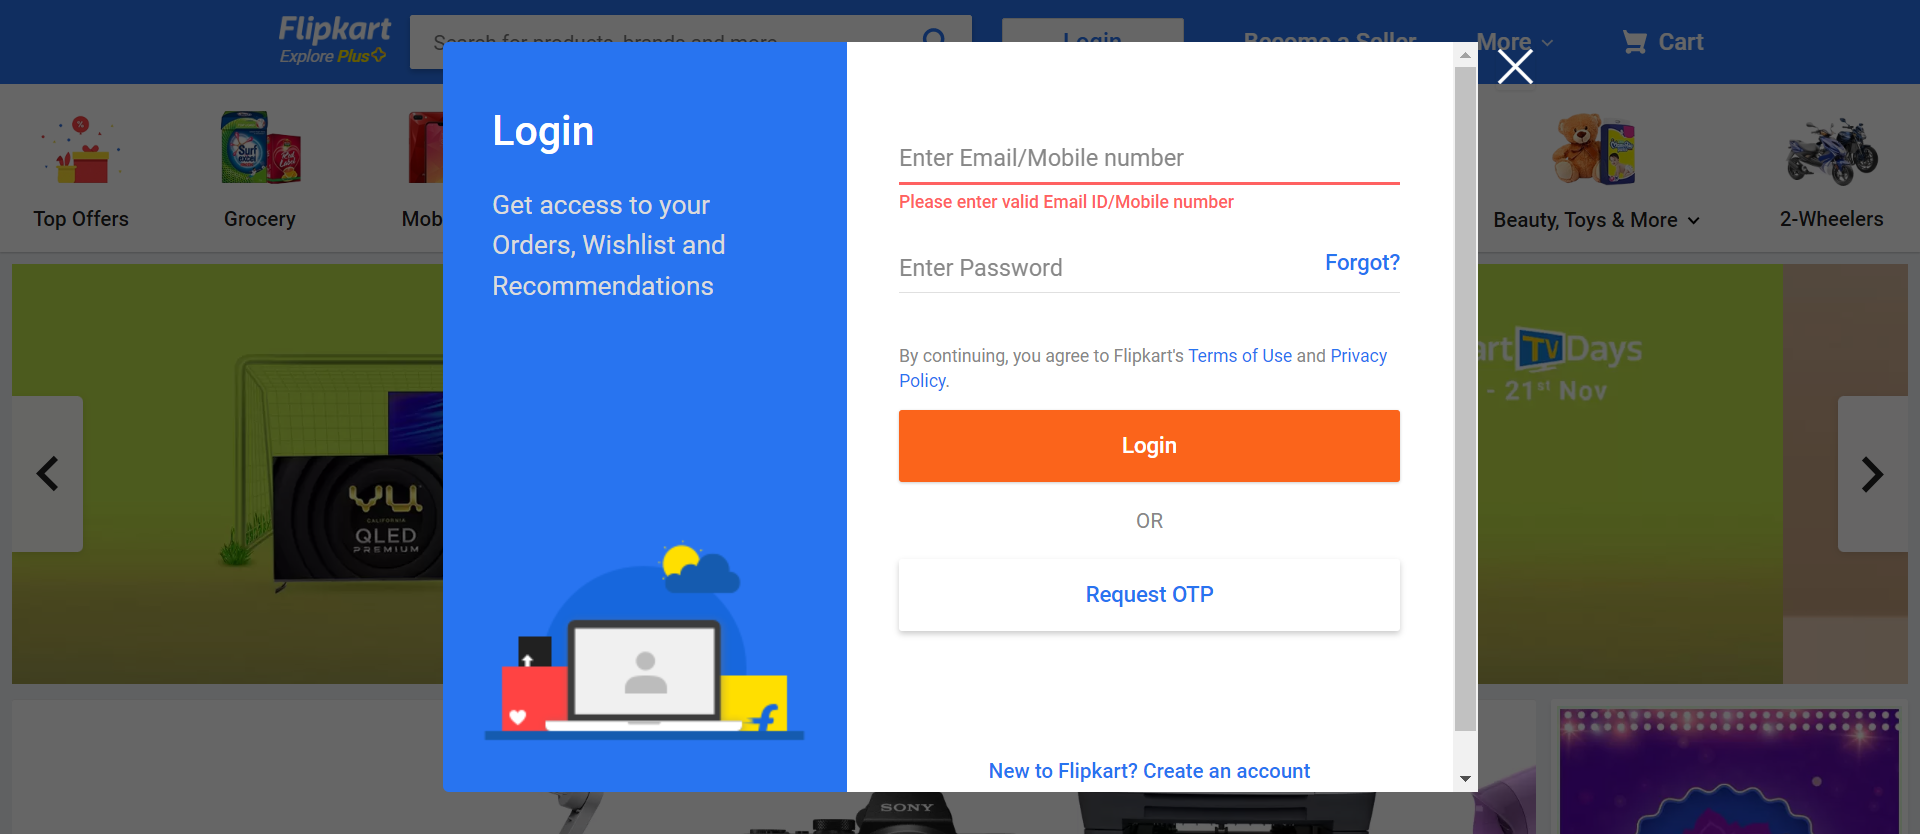 Flipkart
Explore Plus
Search for products, brands and more
Login
Become a Seller
More
Cart
Top Offers
Grocery
Mob
Beauty, Toys & More
2-Wheelers
Login
Get access to your
Orders, Wishlist and
Recommendations
Enter Email/Mobile number
Please enter valid Email ID/Mobile number
Enter Password
Forgot?
By continuing, you agree to Flipkart's Terms of Use and Privacy
Policy.
Login
OR
Request OTP
New to Flipkart? Create an account
Surf
excel
VU
CALIFORNIA
QLED
PREMIUM
art TV Days
- 21st Nov
SONY